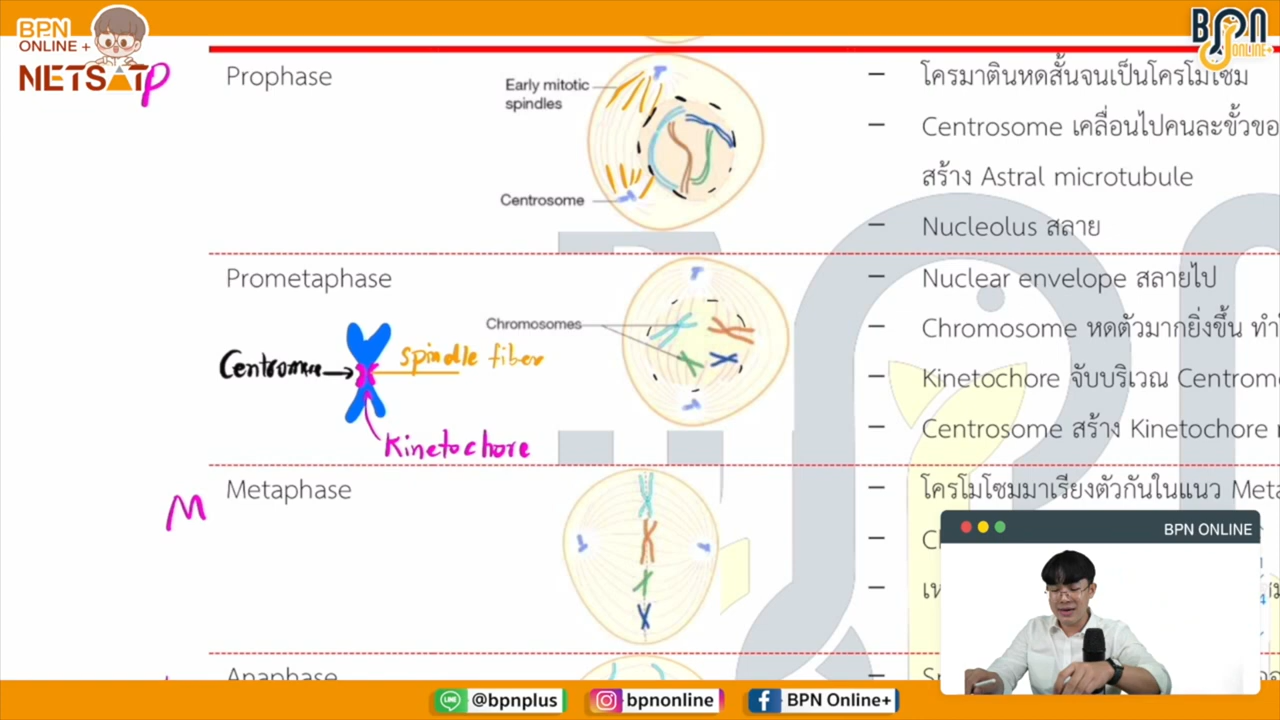 BPN
ONLINE +
NETSAT
BPN
ONLINE+
P
Prophase
Early mitotic
spindles
Centrosome
– โครมาตินหดสั้นจนเป็นโครโมโซม
– Centrosome เคลื่อนไปคนละขั้วขอ
สร้าง Astral microtubule
– Nucleolus สลาย
Prometaphase
Chromosomes
Centromere
spindle fiber
Kinetochore
– Nuclear envelope สลายไป
– Chromosome หดตัวมากยิ่งขึ้น ทำ
– Kinetochore จับบริเวณ Centrome
– Centrosome สร้าง Kinetochore
M
Metaphase
– โครโมโซมมาเรียงตัวกันในแนว Meta
–
–
BPN ONLINE
Anaphase
@bpnplus
bpnonline
BPN Online+